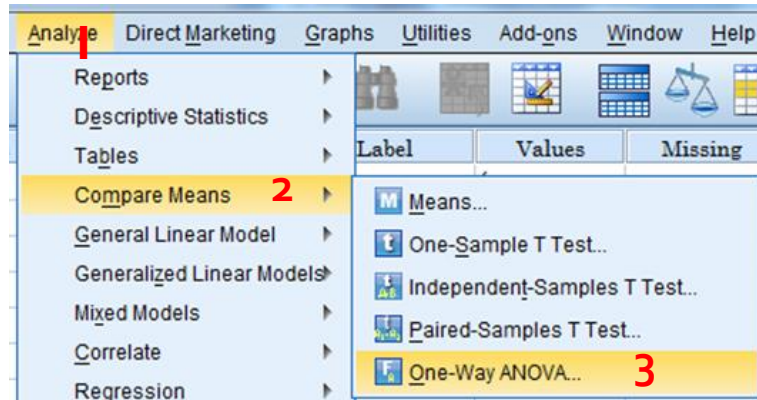 Analyze Direct Marketing Graphs Utilities Add-ons Window Help
1
Reports
Descriptive Statistics
Tables
Label Values Missing
Compare Means 2
Means...
General Linear Model
One-Sample T Test...
Generalized Linear Models
Independent-Samples T Test...
Mixed Models
Paired-Samples T Test...
Correlate
One-Way ANOVA... 3
Regression